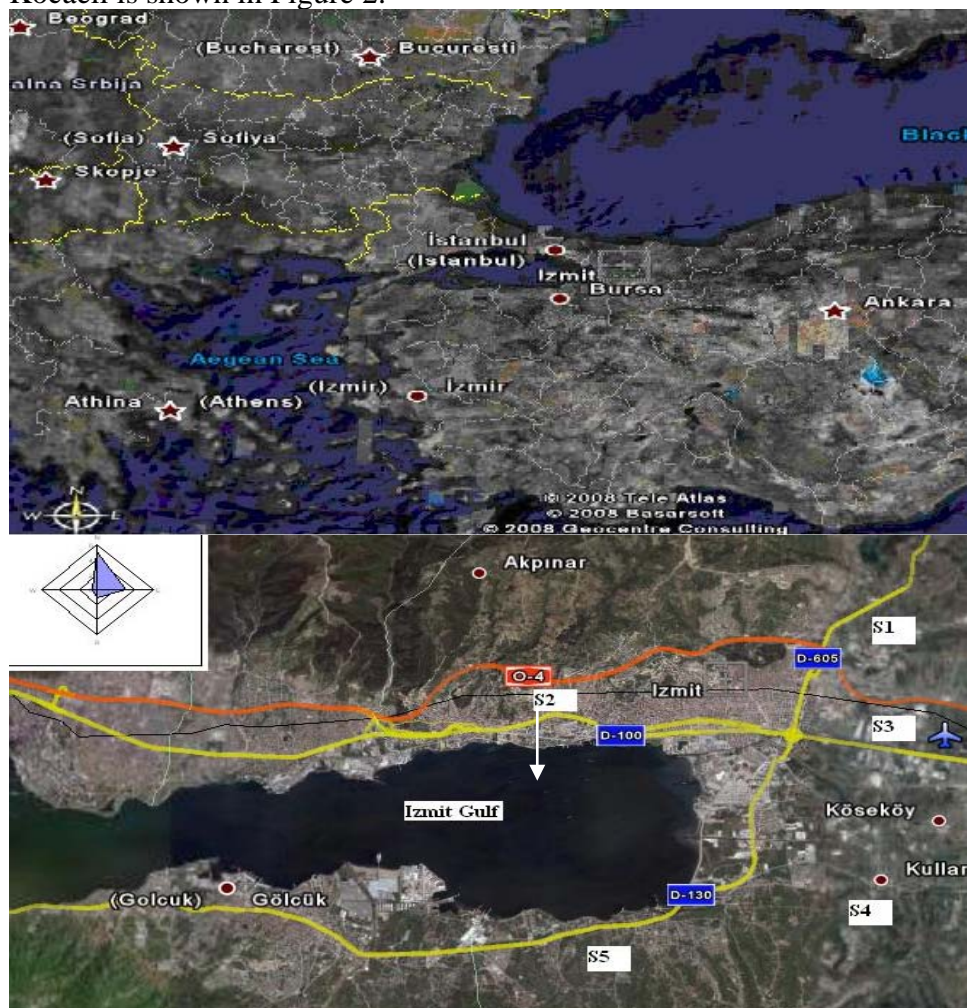 Kocaeli is shown in Figure 2.
Beograd
(Bucharest) Bucuresti
alna Srbija
(Sofia) Sofiya
Skopje
Black
İstanbul
(Istanbul)
Izmit
Bursa
Ankara
Aegean Sea
(Izmir) İzmir
Athina (Athens)
N
W E
© 2008 Tele Atlas
© 2008 Basarsoft
© 2008 Geocentre Consulting
Akpınar
S1
D-605
O-4
Izmit
S2
S3
D-100
Izmit Gulf
Köseköy
Kullar
(Golcuk) Gölcük
D-130
S4
S5